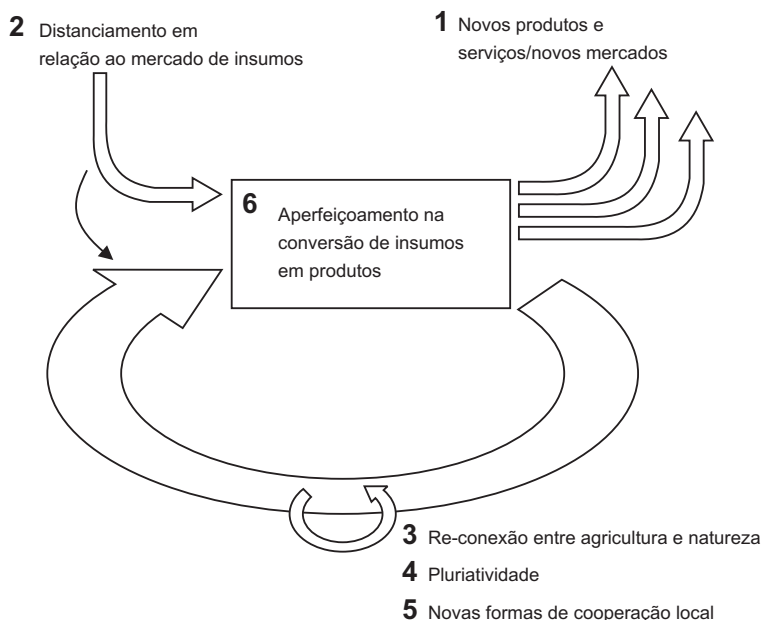 1 Novos produtos e
serviços/novos mercados
2 Distanciamento em
relação ao mercado de insumos
6 Aperfeiçoamento na
conversão de insumos
em produtos
3 Re-conexão entre agricultura e natureza
4 Pluriatividade
5 Novas formas de cooperação local